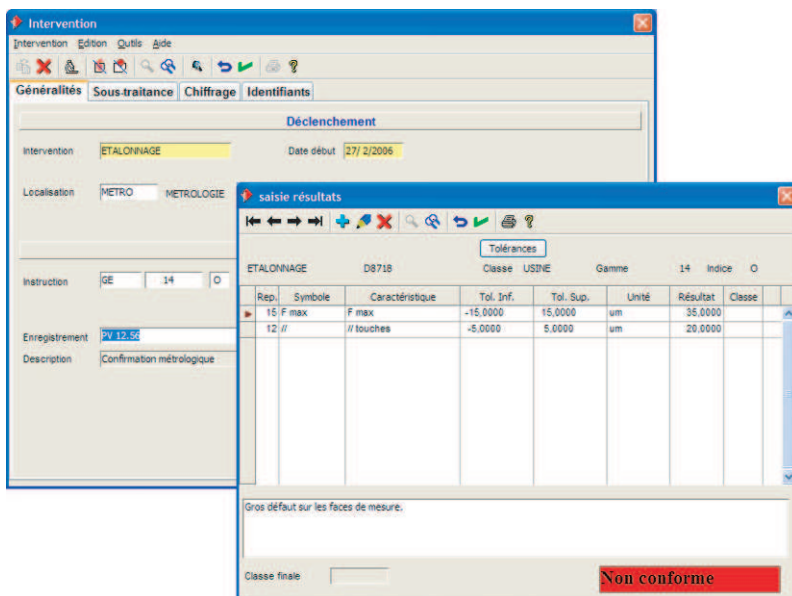 Intervention
Intervention Edition Outils Aide
Généralités Sous-traitance Chiffrage Identifiants
Déclenchement
Intervention ETALONNAGE Date début 27/ 2/2006
Localisation METRO METROLOGIE
Instruction GE 14 O
Enregistrement PV 12.56
Description Confirmation métrologique
saisie résultats
Tolérances
ETALONNAGE D8718 Classe USINE Gamme 14 Indice O
Rep. Symbole Caractéristique Tol. Inf. Tol. Sup. Unité Résultat Classe
15 F max F max -15,0000 15,0000 um 35,0000
12 // // touches -5,0000 5,0000 um 20,0000
Gros défaut sur les faces de mesure.
Classe finale
Non conforme